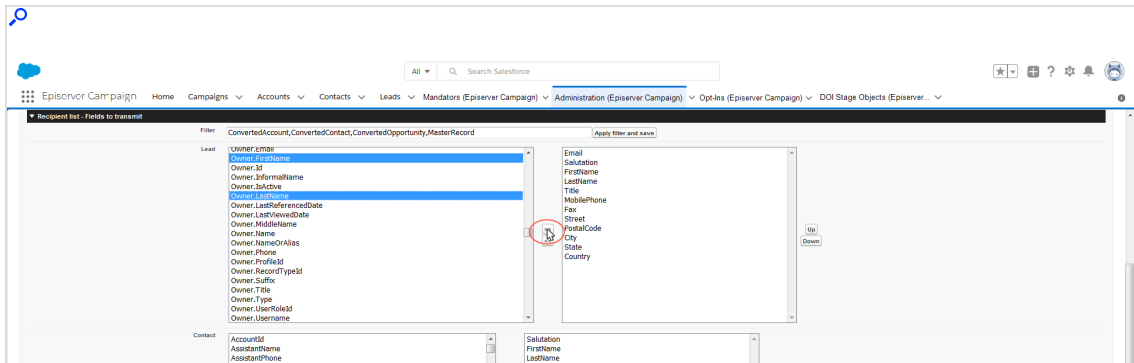 All Search Salesforce
Episerver Campaign Home Campaigns Accounts Contacts Leads Mandators (Episerver Campaign) Administration (Episerver Campaign) Opt-Ins (Episerver Campaign) DOI Stage Objects (Episerver...
Recipient list - Fields to transmit
Filter ConvertedAccount,ConvertedContact,ConvertedOpportunity,MasterRecord Apply filter and save
Lead
Owner.Email
Owner.FirstName
Owner.Id
Owner.InformalName
Owner.IsActive
Owner.LastName
Owner.LastReferencedDate
Owner.LastViewedDate
Owner.MiddleName
Owner.Name
Owner.NameOrAlias
Owner.Phone
Owner.ProfileId
Owner.RecordTypeId
Owner.Suffix
Owner.Title
Owner.Type
Owner.UserRoleId
Owner.Username
Email
Salutation
FirstName
LastName
Title
MobilePhone
Fax
Street
PostalCode
City
State
Country
Up
Down
Contact
AccountId
AssistantName
AssistantPhone
Salutation
FirstName
LastName